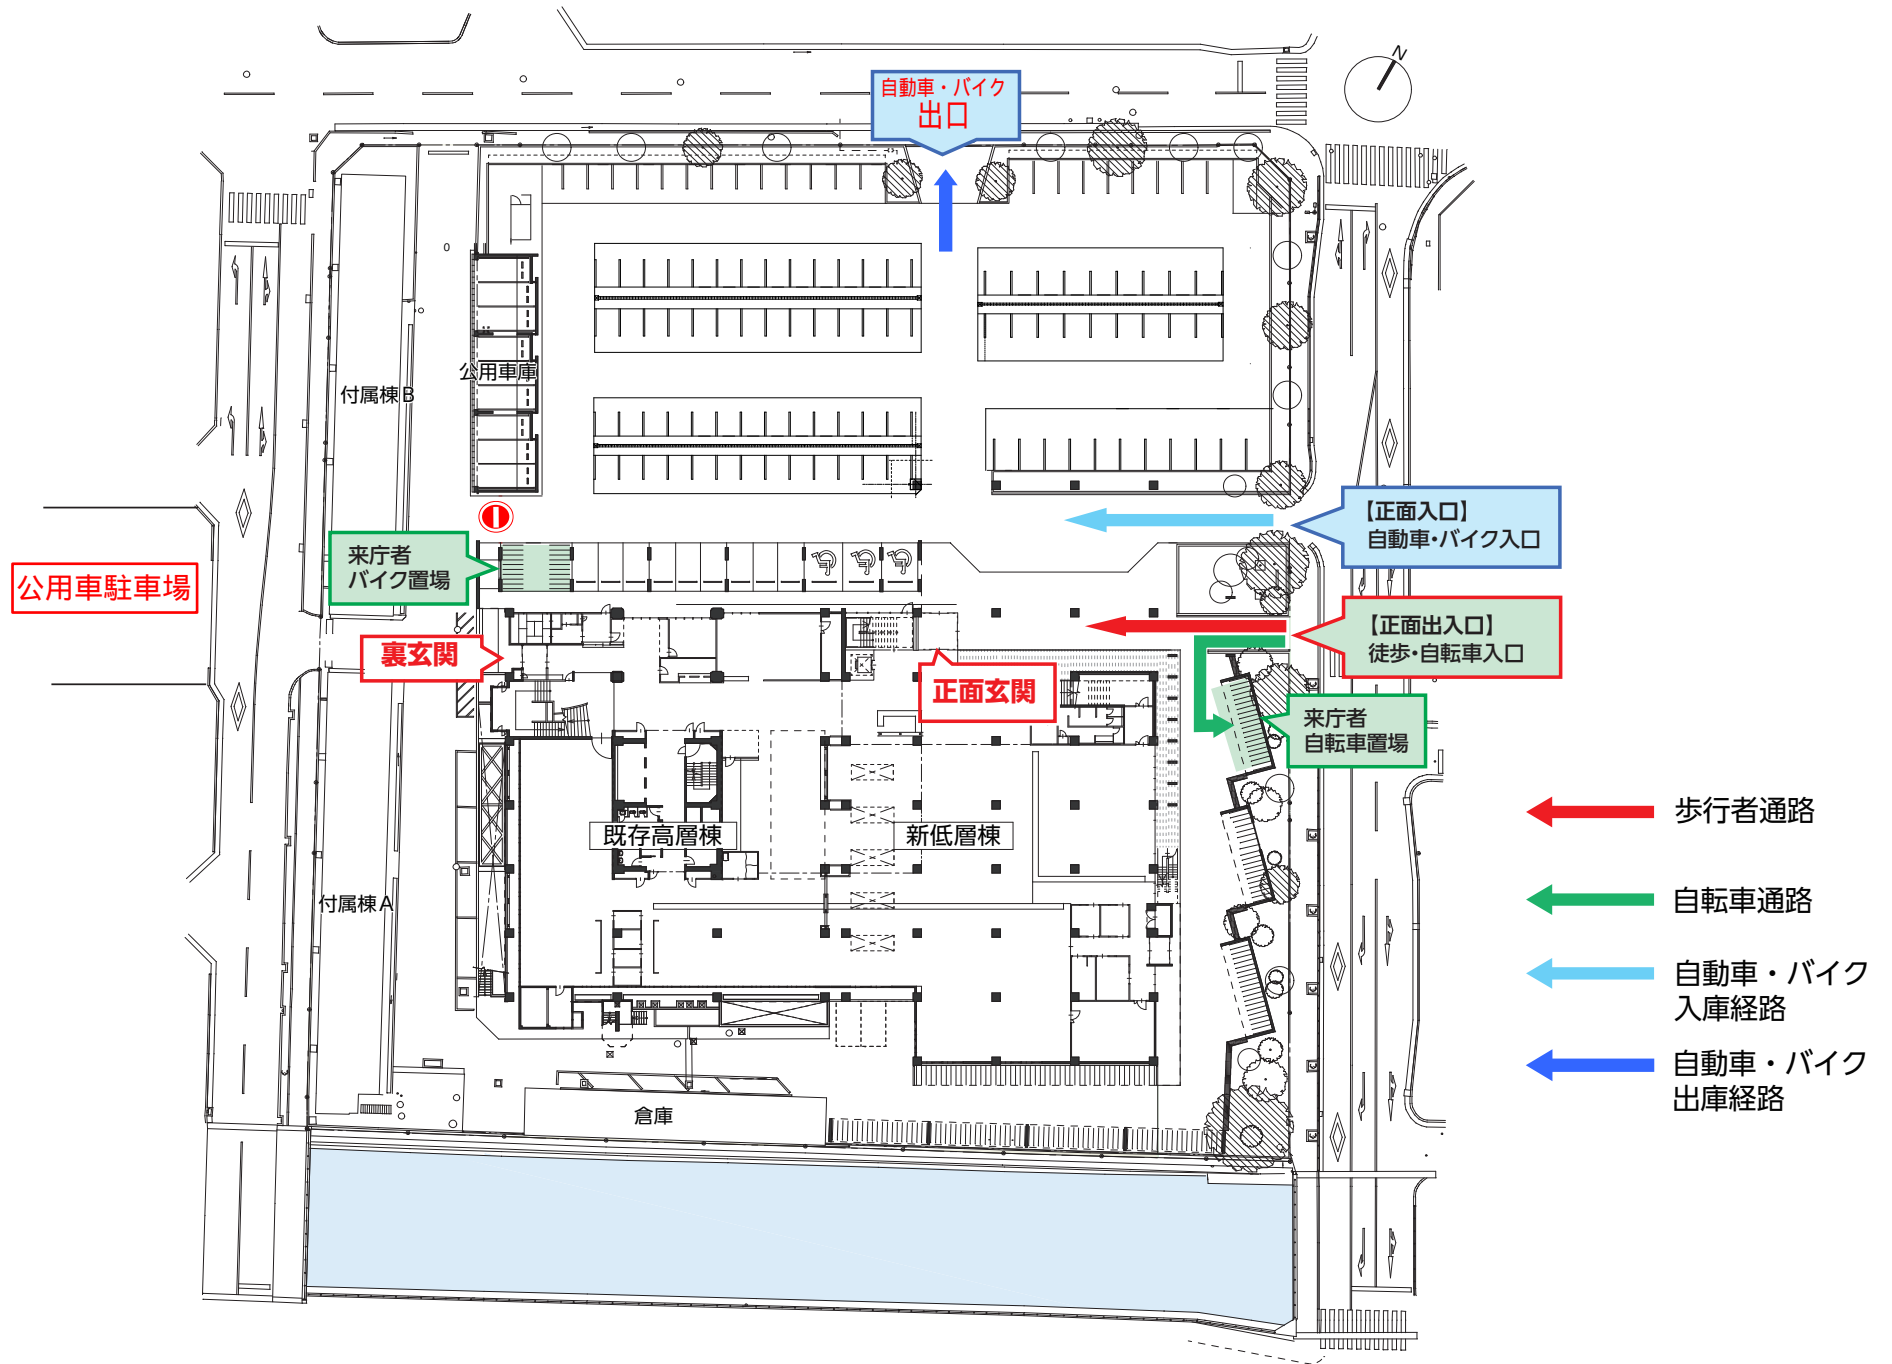 N
自動車・バイク
出口
公用車庫
付属棟B
【正面入口】
自動車・バイク入口
来庁者
バイク置場
公用車駐車場
【正面出入口】
徒歩・自転車入口
裏玄関
正面玄関
来庁者
自転車置場
既存高層棟
新低層棟
付属棟A
倉庫
歩行者通路
自転車通路
自動車・バイク
入庫経路
自動車・バイク
出庫経路